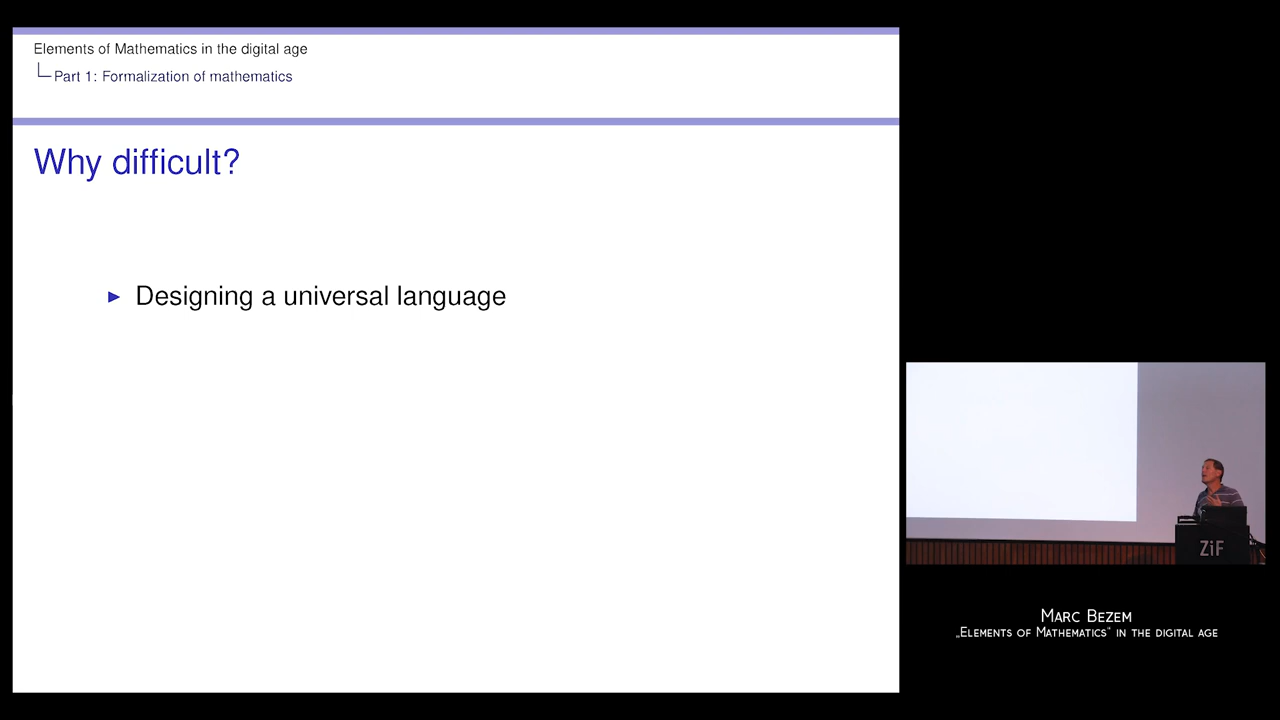 Elements of Mathematics in the digital age
Part 1: Formalization of mathematics
Why difficult?
Designing a universal language
ZiF
Marc Bezem
„Elements of Mathematics“ in the digital age